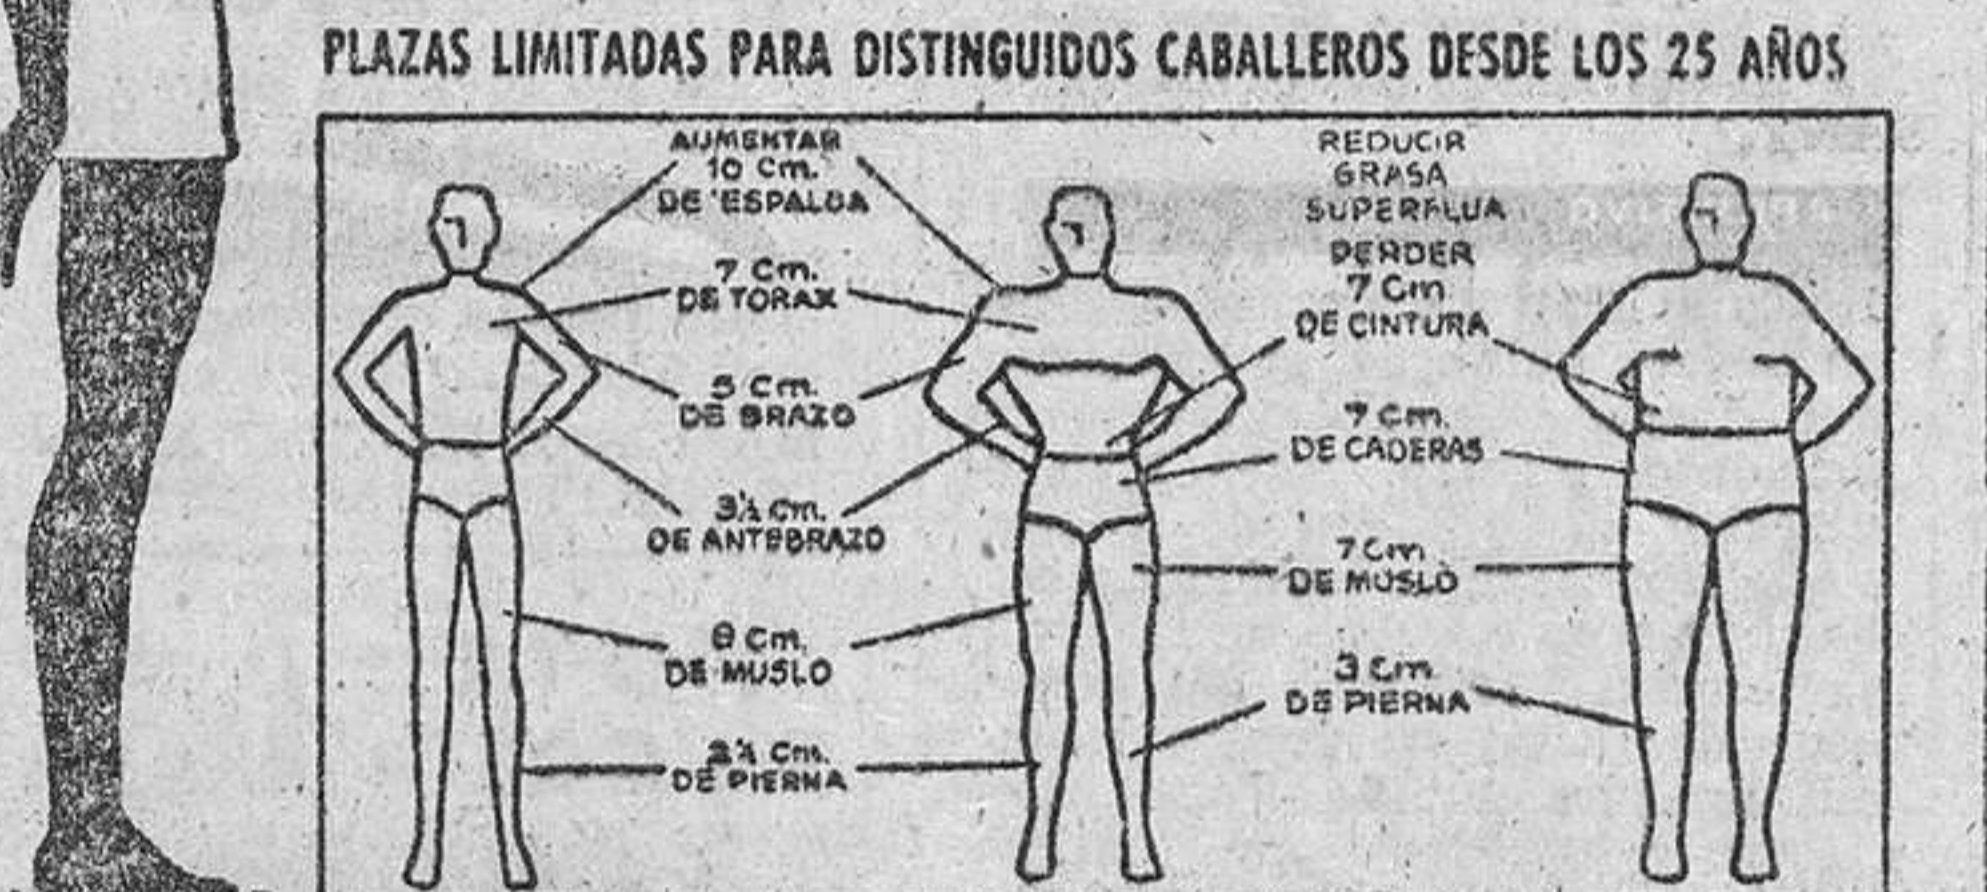 PLAZAS LIMITADAS PARA DISTINGUIDOS CABALLEROS DESDE LOS 25 AÑOS
AUMENTAR
10 Cm.
DE ESPALDA
7 Cm.
DE TORAX
5 Cm.
DE BRAZO
3½ Cm.
DE ANTEBRAZO
8 Cm.
DE MUSLO
Cm.
DE PIERNA
REDUCIR
GRASA
SUPERFLUA
PERDER
7 Cm
DE CINTURA
7 Cm.
DE CADERAS
7 Cm
DE MUSLO
3 Cm.
DE PIERNA